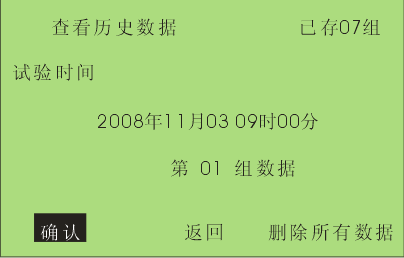 查看历史数据 已存07组
试验时间
2008年11月03 09时00分
第 01 组数据
确认 返回 删除所有数据